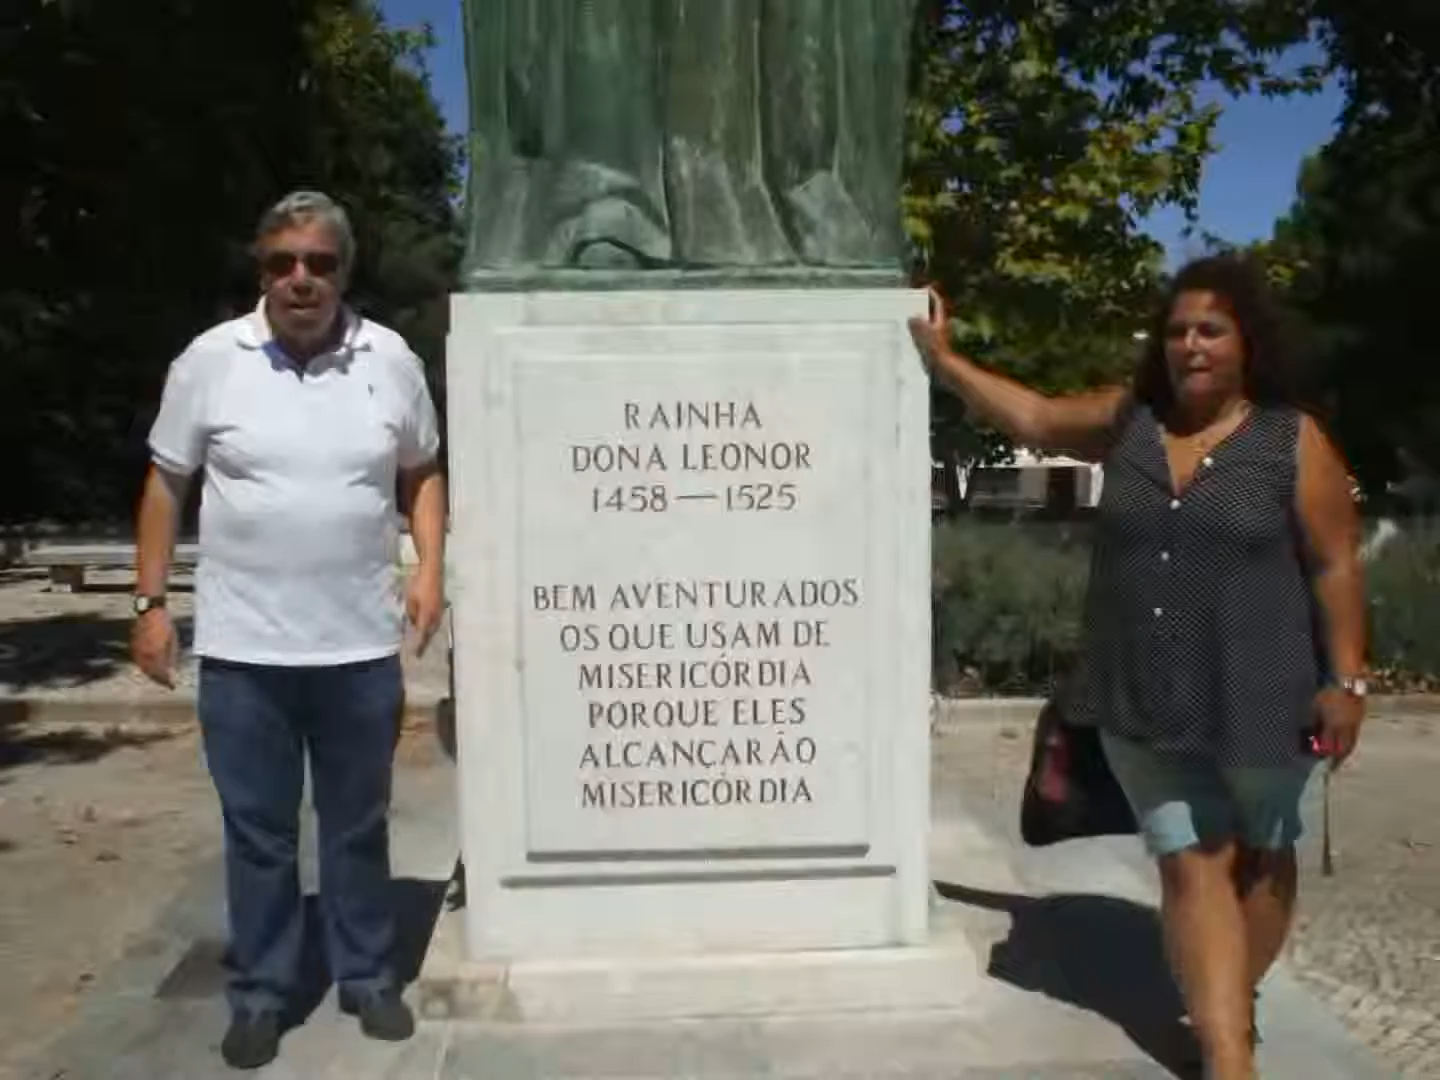 RAINHA
DONA LEONOR
1458 — 1525
BEM AVENTURADOS
OS QUE USAM DE
MISERICÓRDIA
PORQUE ELES
ALCANÇARÃO
MISERICÓRDIA